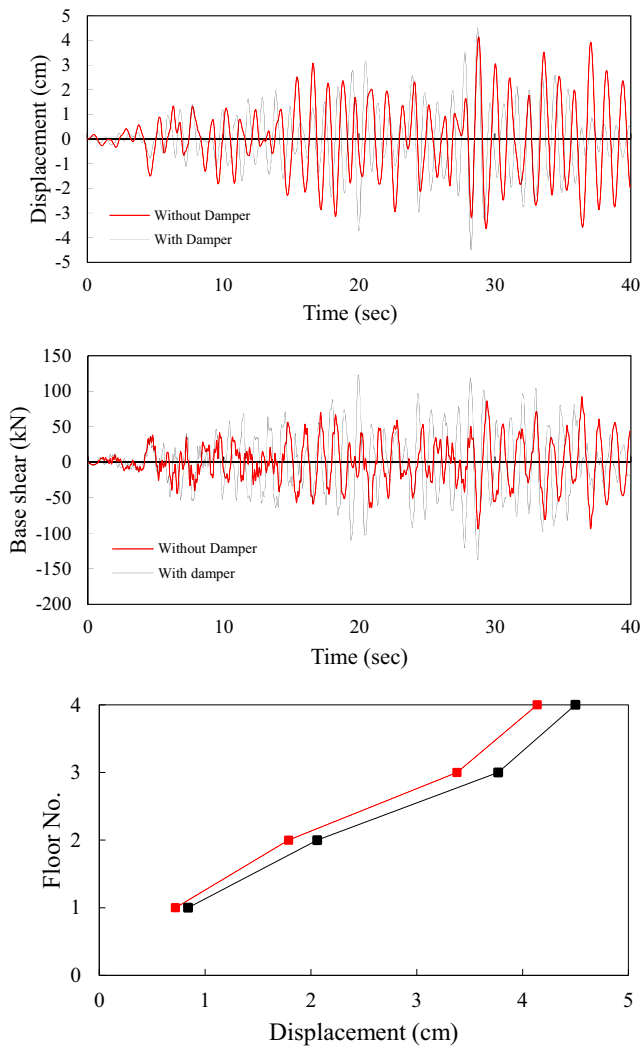 5
4
3
2
1
0
-1
-2
-3
-4
-5
Displacement (cm)
Without Damper
With Damper
0 10 20 30 40
Time (sec)
150
100
50
0
-50
-100
-150
-200
Base shear (kN)
Without Damper
With damper
0 10 20 30 40
Time (sec)
4
3
2
1
0
Floor No.
0 1 2 3 4 5
Displacement (cm)